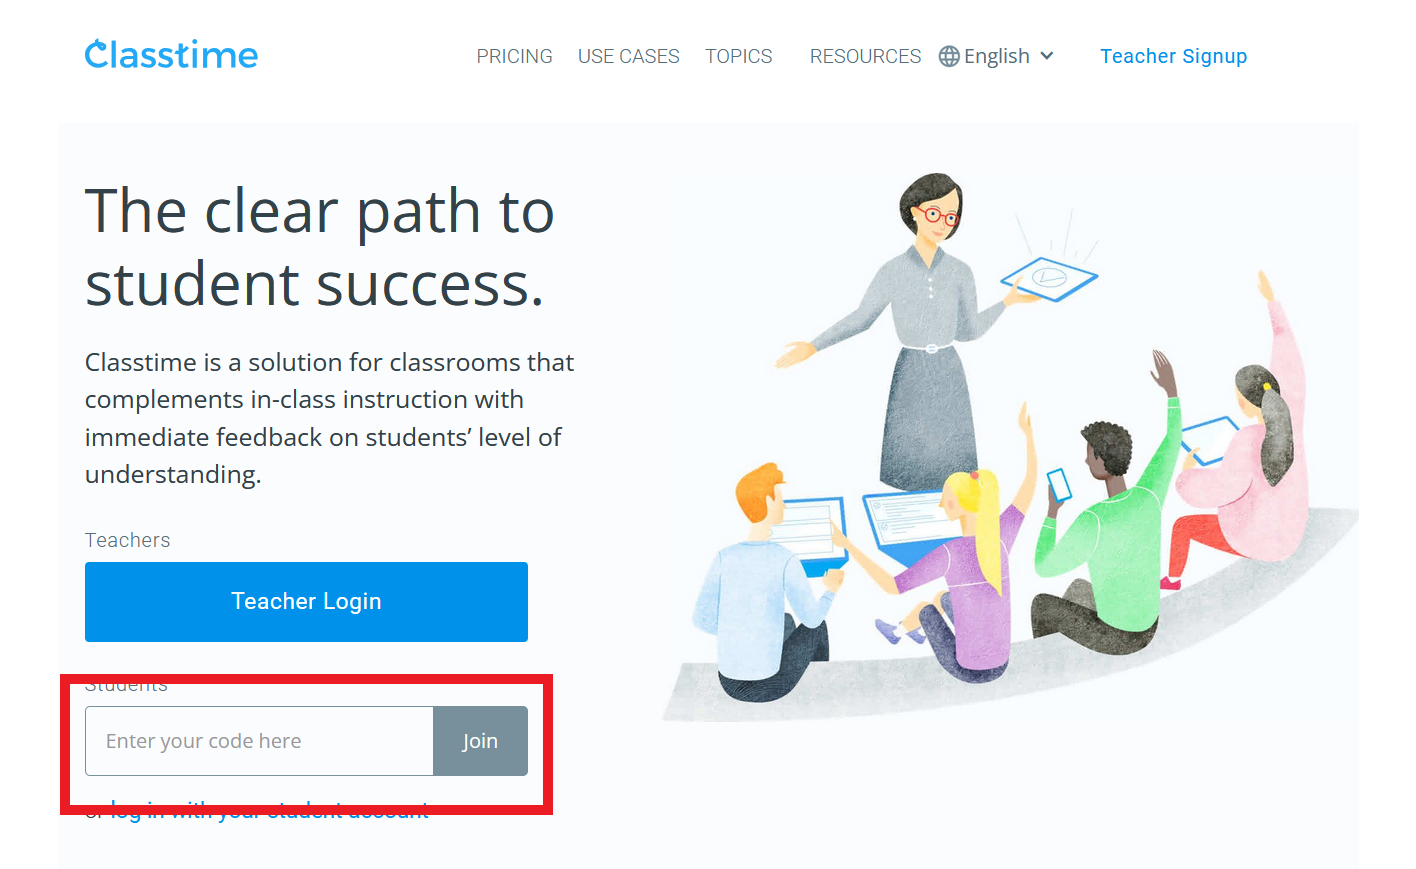 Classtime
PRICING USE CASES TOPICS RESOURCES English Teacher Signup
The clear path to
student success.
Classtime is a solution for classrooms that
complements in-class instruction with
immediate feedback on students’ level of
understanding.
Teachers
Teacher Login
Students
Enter your code here Join
or log in with your student account